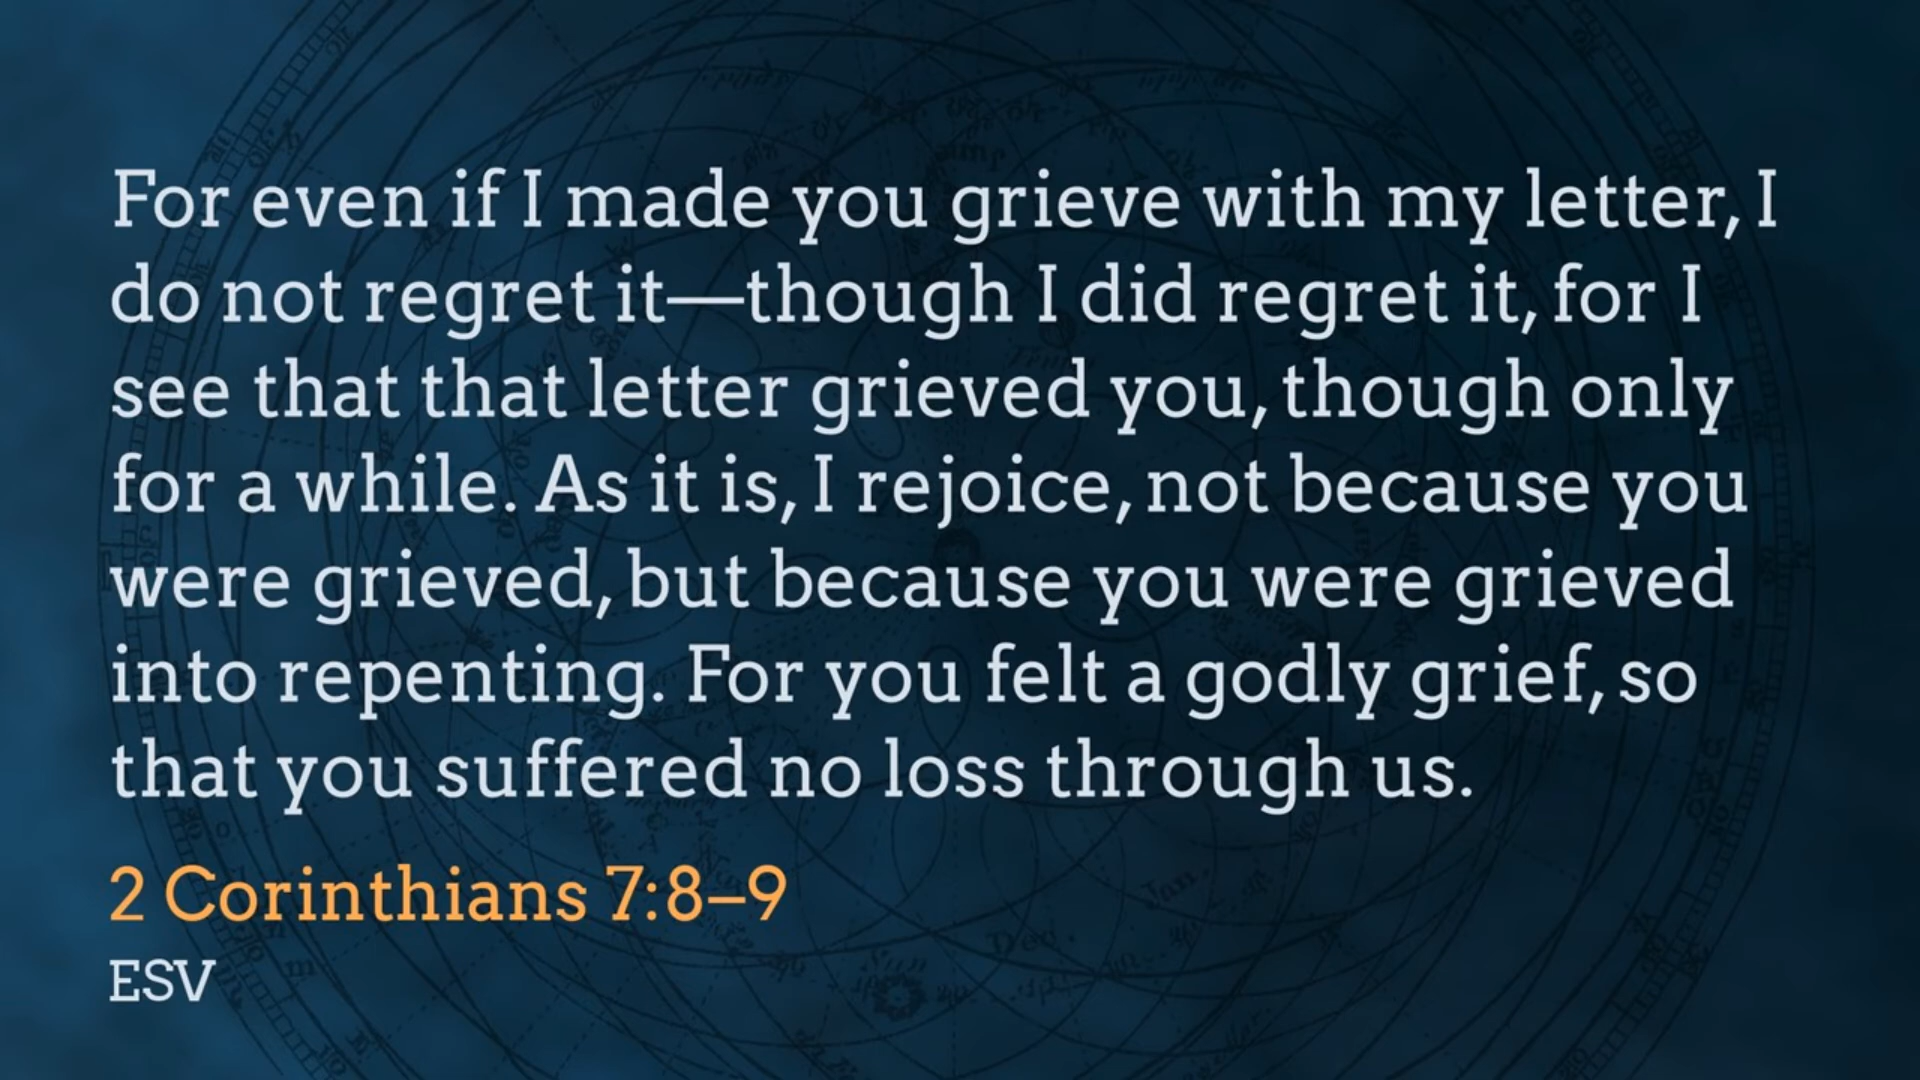 For even if I made you grieve with my letter, I
do not regret it—though I did regret it, for I
see that that letter grieved you, though only
for a while. As it is, I rejoice, not because you
were grieved, but because you were grieved
into repenting. For you felt a godly grief, so
that you suffered no loss through us.
2 Corinthians 7:8–9
ESV
Jan.
Dec.
Sun